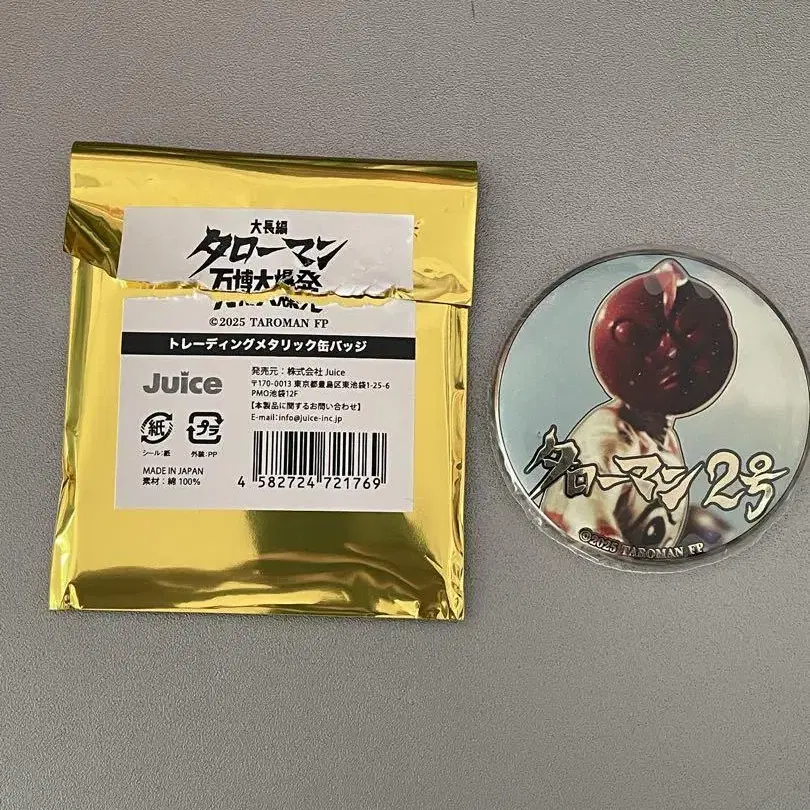 大長編
タローマン
万博大爆発
©2025 TAROMAN FP
トレーディングメタリック缶バッジ
Juice
発売元：株式会社 Juice
〒170-0013 東京都豊島区東池袋1-25-6
PMO池袋12F
【本製品に関するお問い合わせ】
E-mail:info@juice-inc.jp
紙
プラ
シール:紙
外装:PP
MADE IN JAPAN
素材：綿 100%
4 582724 721769
タローマン2号
©2025 TAROMAN FP